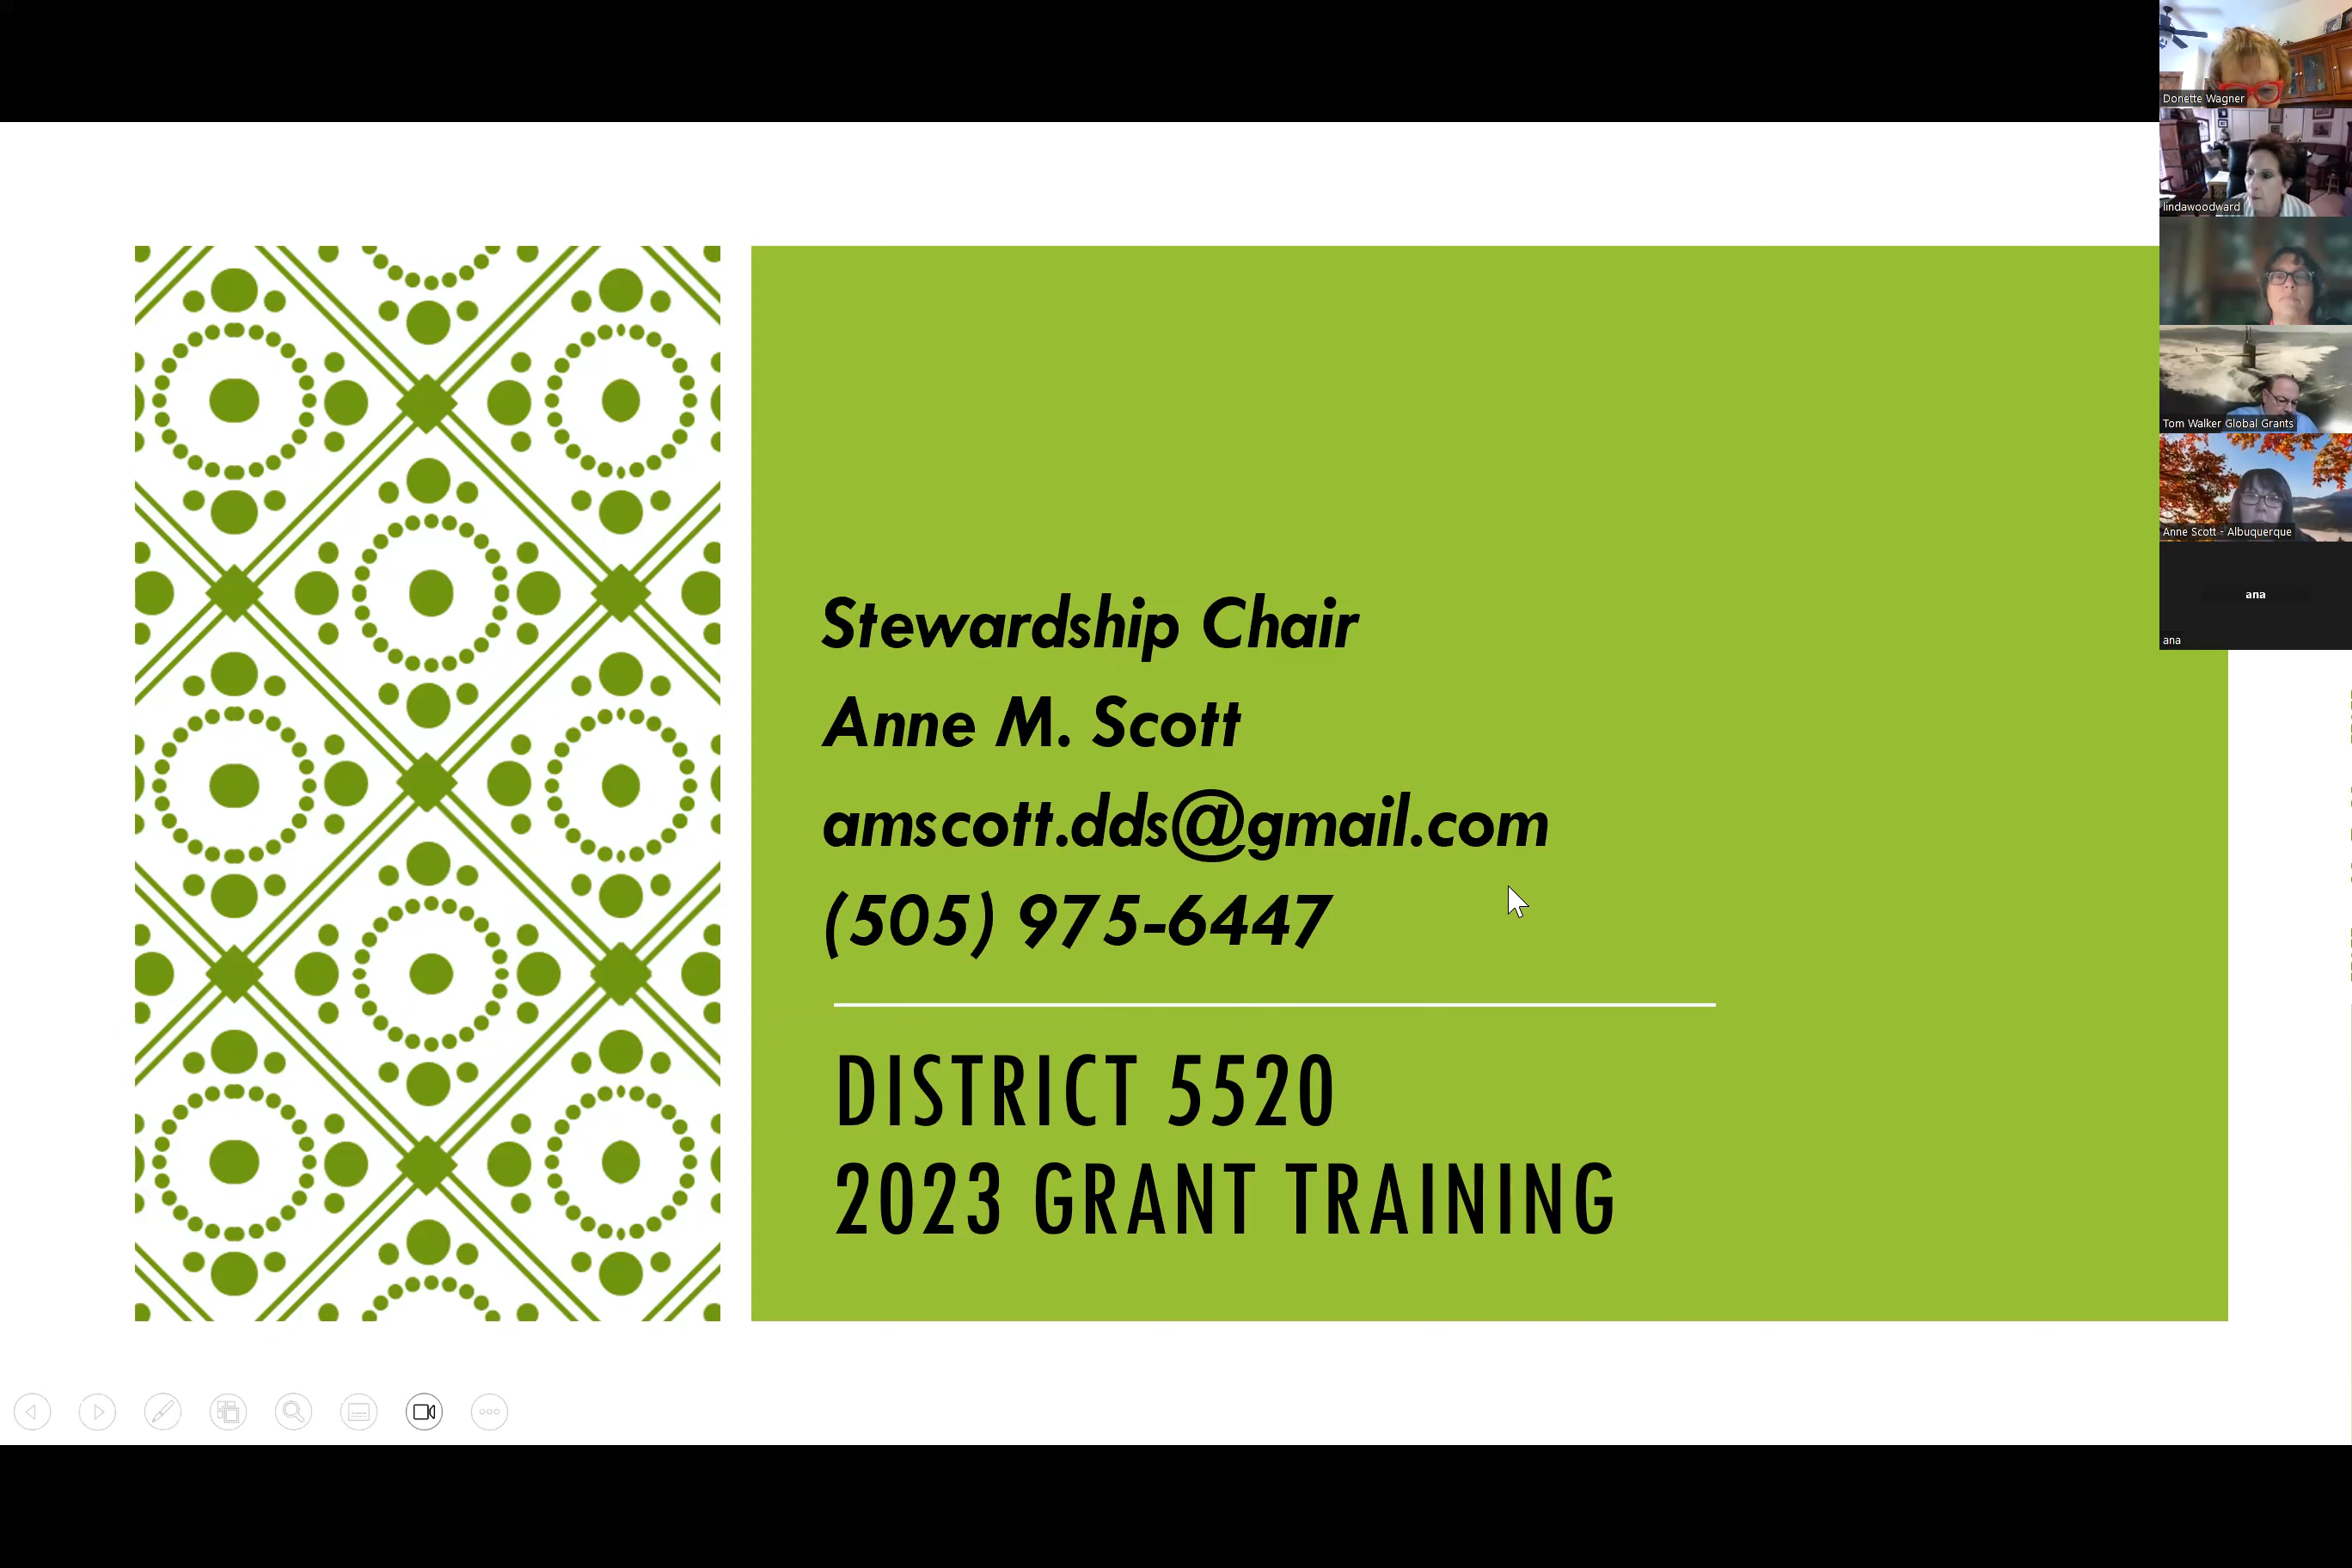 Stewardship Chair
Anne M. Scott
amscott.dds@gmail.com
(505) 975-6447
DISTRICT 5520
2023 GRANT TRAINING
Donette Wagner
lindawoodward
Tom Walker Global Grants
Anne Scott - Albuquerque
ana
ana